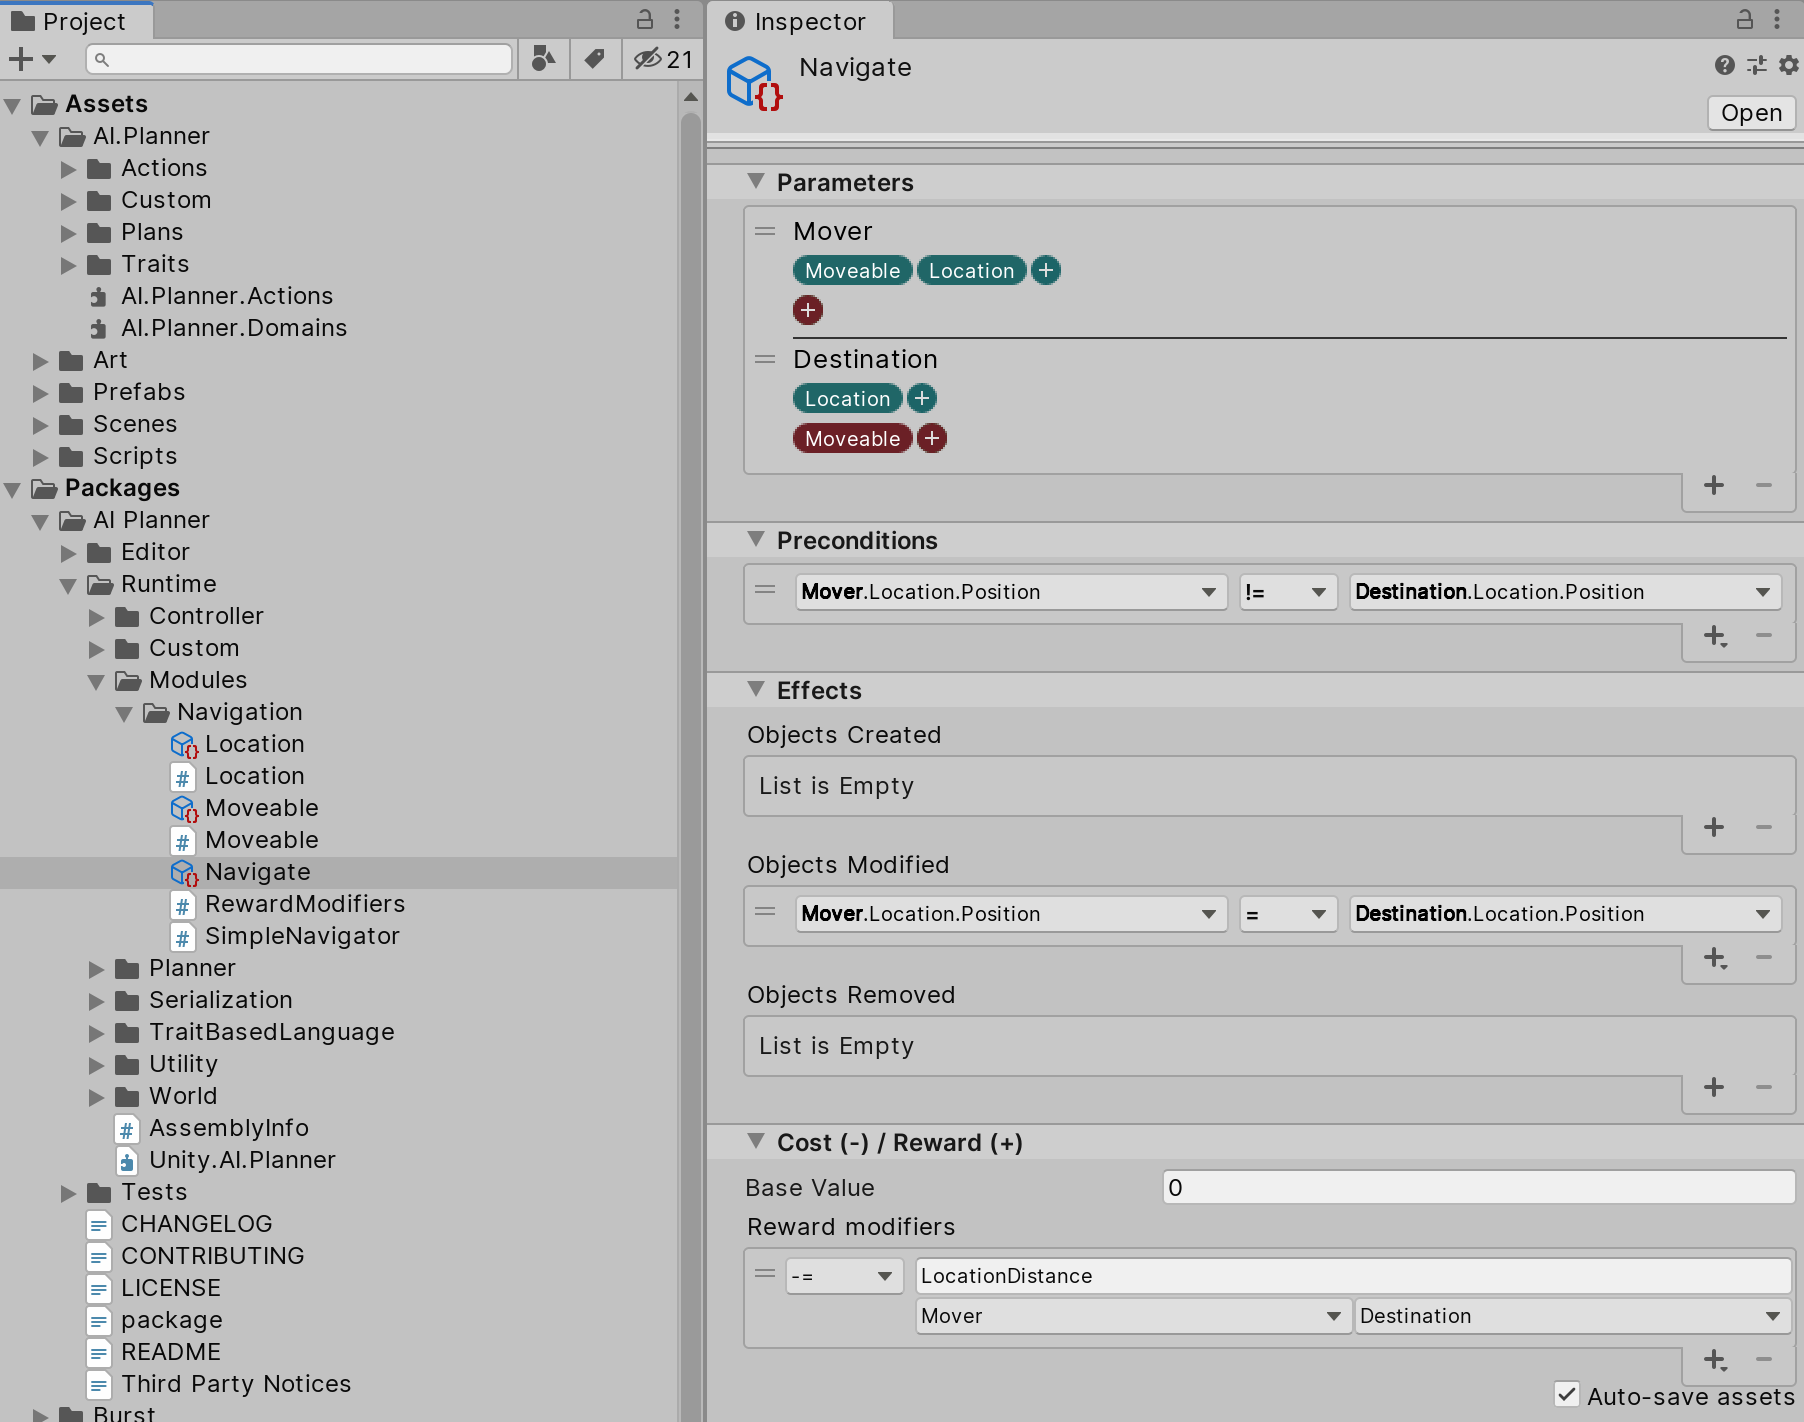 Project
21
Assets
AI.Planner
Actions
Custom
Plans
Traits
AI.Planner.Actions
AI.Planner.Domains
Art
Prefabs
Scenes
Scripts
Packages
AI Planner
Editor
Runtime
Controller
Custom
Modules
Navigation
Location
Location
Moveable
Moveable
Navigate
RewardModifiers
SimpleNavigator
Planner
Serialization
TraitBasedLanguage
Utility
World
AssemblyInfo
Unity.AI.Planner
Tests
CHANGELOG
CONTRIBUTING
LICENSE
package
README
Third Party Notices
Burst
Inspector
Navigate
Open
Parameters
Mover
Moveable Location +
+
Destination
Location +
Moveable +
+ -
Preconditions
Mover.Location.Position != Destination.Location.Position
+ -
Effects
Objects Created
List is Empty
+ -
Objects Modified
Mover.Location.Position = Destination.Location.Position
+ -
Objects Removed
List is Empty
+ -
Cost (-) / Reward (+)
Base Value 0
Reward modifiers
-= LocationDistance
Mover Destination
+ -
Auto-save assets